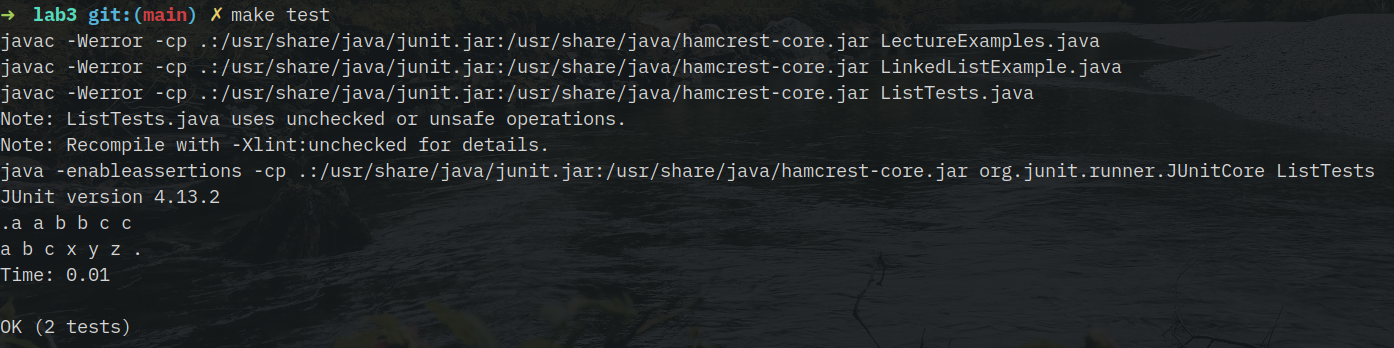 ➜ lab3 git:(main) ✗ make test
javac -Werror -cp .:/usr/share/java/junit.jar:/usr/share/java/hamcrest-core.jar LectureExamples.java
javac -Werror -cp .:/usr/share/java/junit.jar:/usr/share/java/hamcrest-core.jar LinkedListExample.java
javac -Werror -cp .:/usr/share/java/junit.jar:/usr/share/java/hamcrest-core.jar ListTests.java
Note: ListTests.java uses unchecked or unsafe operations.
Note: Recompile with -Xlint:unchecked for details.
java -enableassertions -cp .:/usr/share/java/junit.jar:/usr/share/java/hamcrest-core.jar org.junit.runner.JUnitCore ListTests
JUnit version 4.13.2
.a a b b c c
a b c x y z .
Time: 0.01
OK (2 tests)